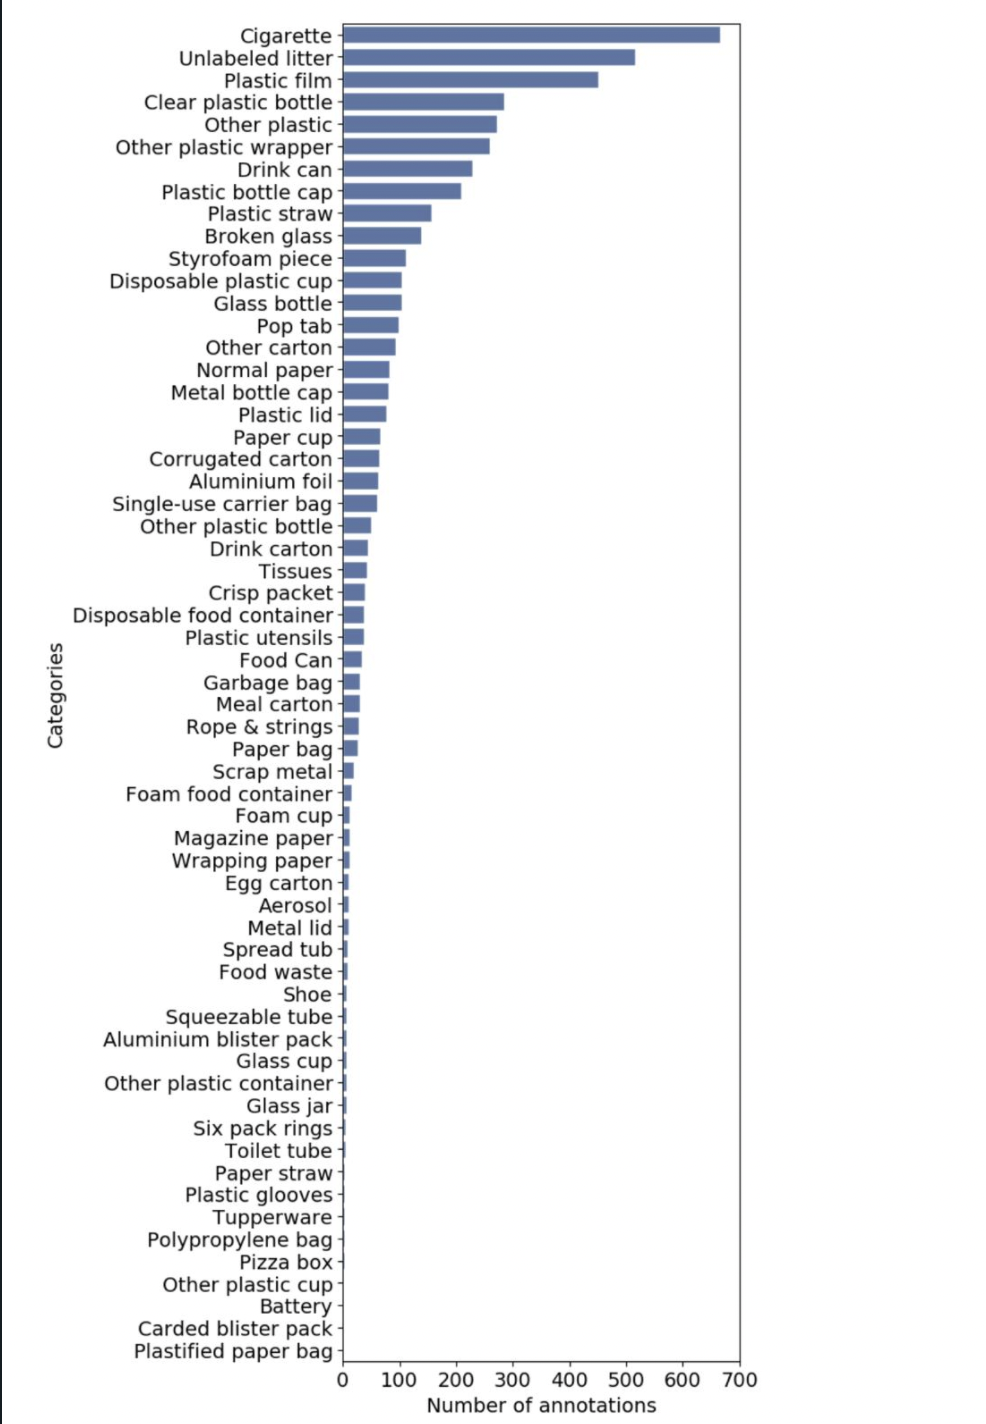 Cigarette
Unlabeled litter
Plastic film
Clear plastic bottle
Other plastic
Other plastic wrapper
Drink can
Plastic bottle cap
Plastic straw
Broken glass
Styrofoam piece
Disposable plastic cup
Glass bottle
Pop tab
Other carton
Normal paper
Metal bottle cap
Plastic lid
Paper cup
Corrugated carton
Aluminium foil
Single-use carrier bag
Other plastic bottle
Drink carton
Tissues
Crisp packet
Disposable food container
Plastic utensils
Food Can
Garbage bag
Meal carton
Rope & strings
Paper bag
Scrap metal
Foam food container
Foam cup
Magazine paper
Wrapping paper
Egg carton
Aerosol
Metal lid
Spread tub
Food waste
Shoe
Squeezable tube
Aluminium blister pack
Glass cup
Other plastic container
Glass jar
Six pack rings
Toilet tube
Paper straw
Plastic glooves
Tupperware
Polypropylene bag
Pizza box
Other plastic cup
Battery
Carded blister pack
Plastified paper bag
Categories
0 100 200 300 400 500 600 700
Number of annotations